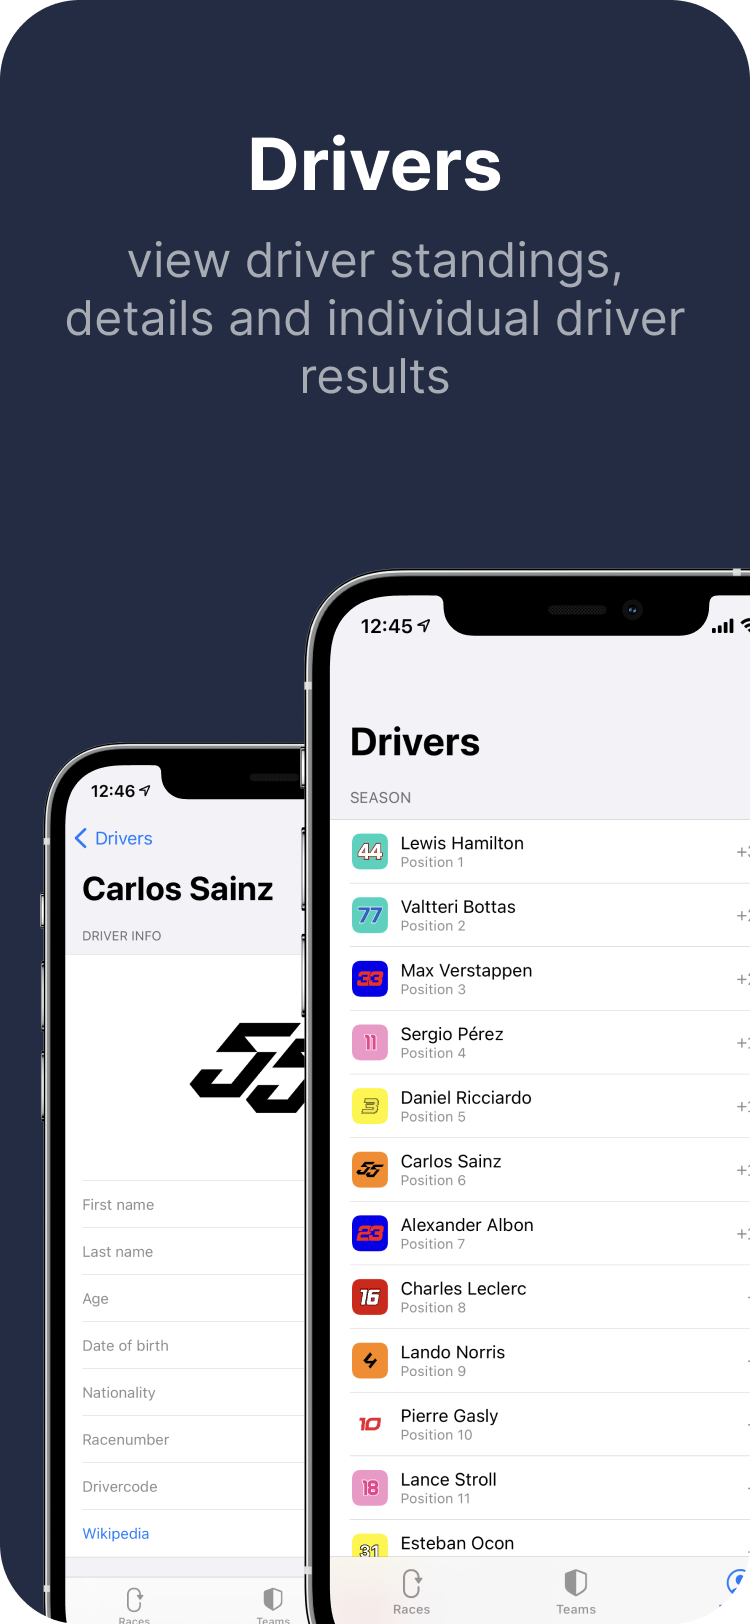 Drivers
view driver standings,
details and individual driver
results
12:46
Drivers
Carlos Sainz
DRIVER INFO
55
First name
Last name
Age
Date of birth
Nationality
Racenumber
Drivercode
Wikipedia
Races
Teams
12:45
Drivers
SEASON
44
Lewis Hamilton
Position 1
77
Valtteri Bottas
Position 2
33
Max Verstappen
Position 3
11
Sergio Pérez
Position 4
3
Daniel Ricciardo
Position 5
55
Carlos Sainz
Position 6
23
Alexander Albon
Position 7
16
Charles Leclerc
Position 8
4
Lando Norris
Position 9
10
Pierre Gasly
Position 10
18
Lance Stroll
Position 11
31
Esteban Ocon
Races
Teams